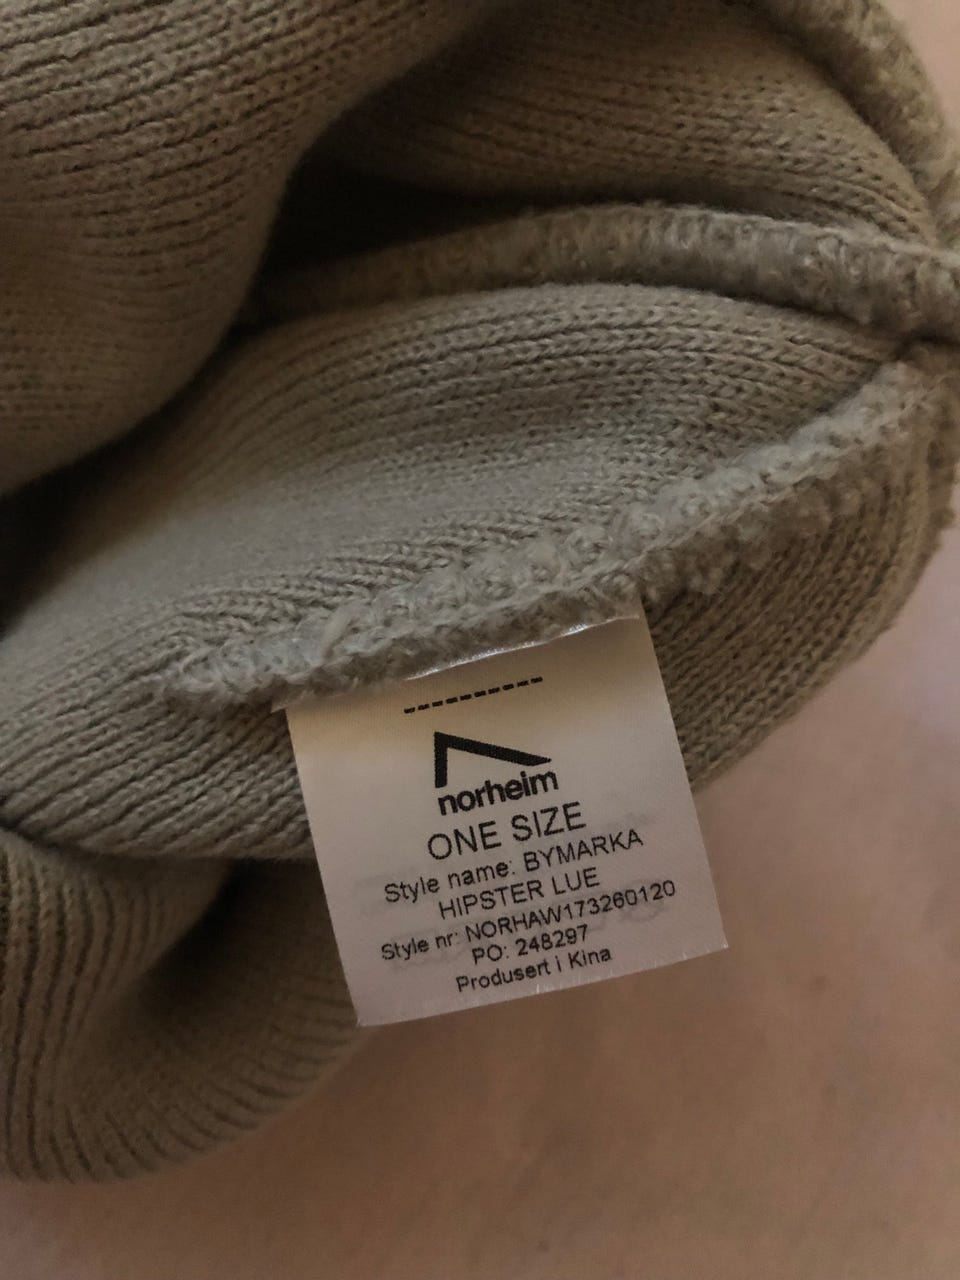 norheim
ONE SIZE
Style name: BYMARKA
HIPSTER LUE
Style nr: NORHAW173260120
PO: 248297
Produsert i Kina